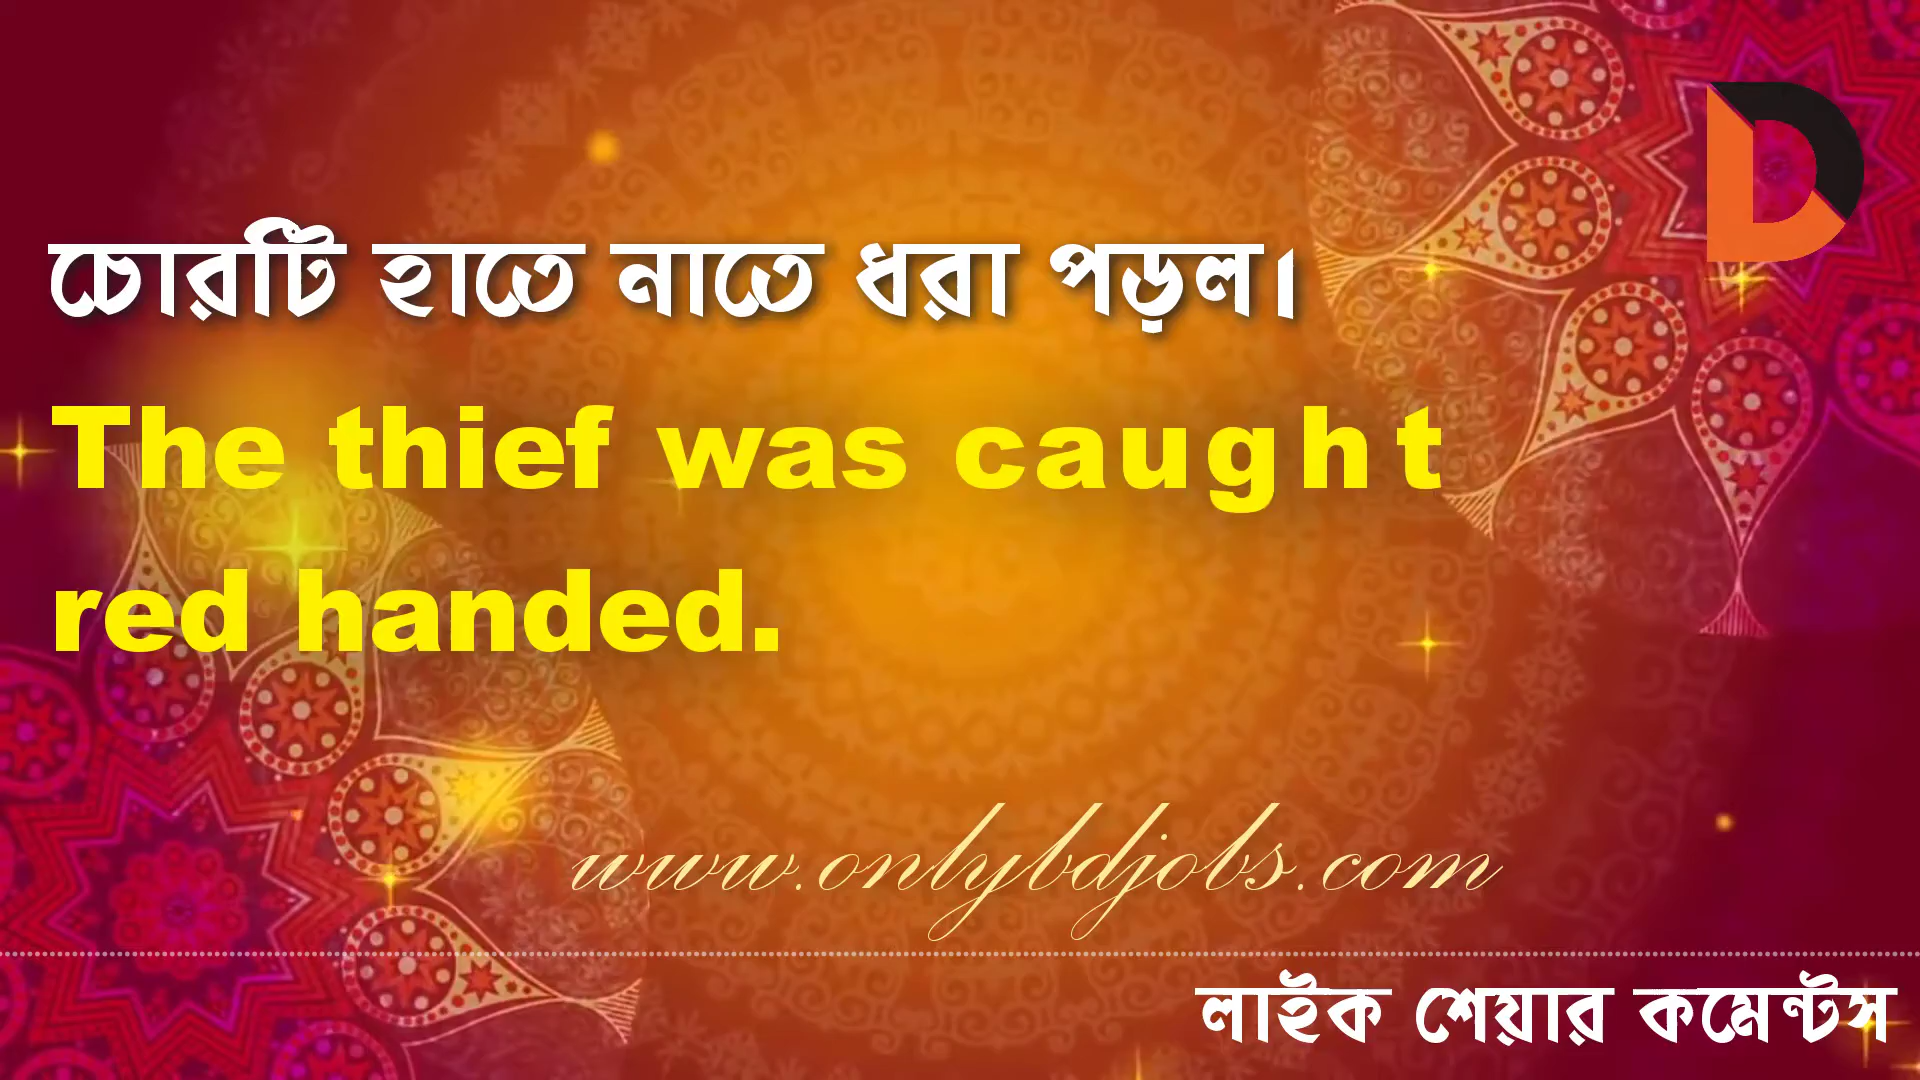 চোরটি হাতে নাতে ধরা পড়ল।
The thief was caught
red handed.
www.onlybdjobs.com
লাইক শেয়ার কমেন্টস